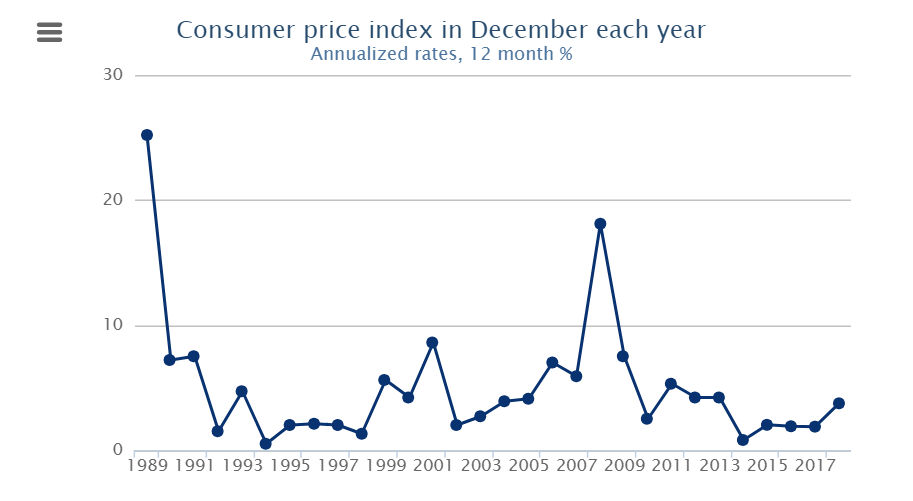 Consumer price index in December each year
Annualized rates, 12 month %
30
20
10
0
1989 1991 1993 1995 1997 1999 2001 2003 2005 2007 2009 2011 2013 2015 2017